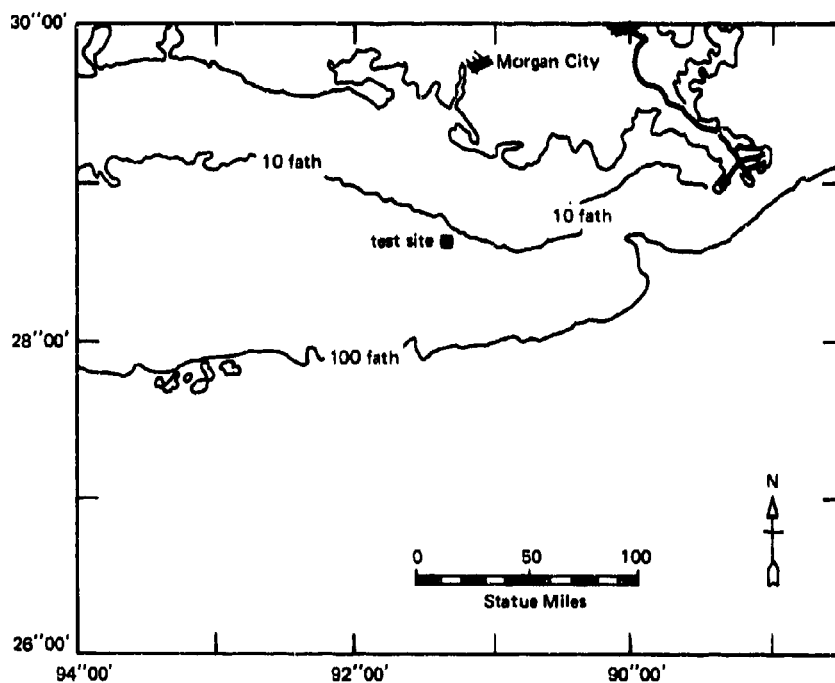 30"00'
Morgan City
10 fath
10 fath
test site
28"00'
100 fath
N
0 50 100
Statue Miles
26"00'
94"00' 92"00' 90"00'